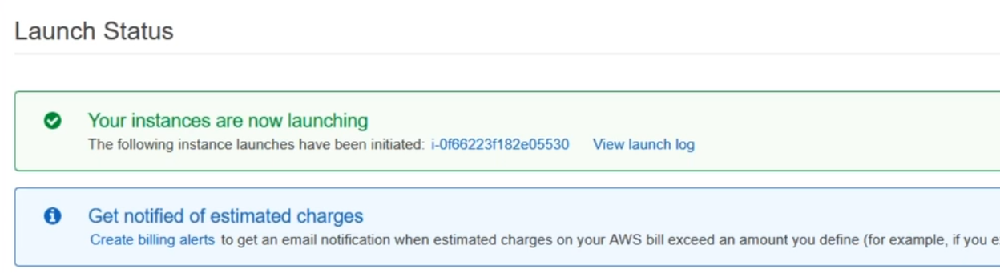 Launch Status
Your instances are now launching
The following instance launches have been initiated: i-0f66223f182e05530 View launch log
Get notified of estimated charges
Create billing alerts to get an email notification when estimated charges on your AWS bill exceed an amount you define (for example, if you e